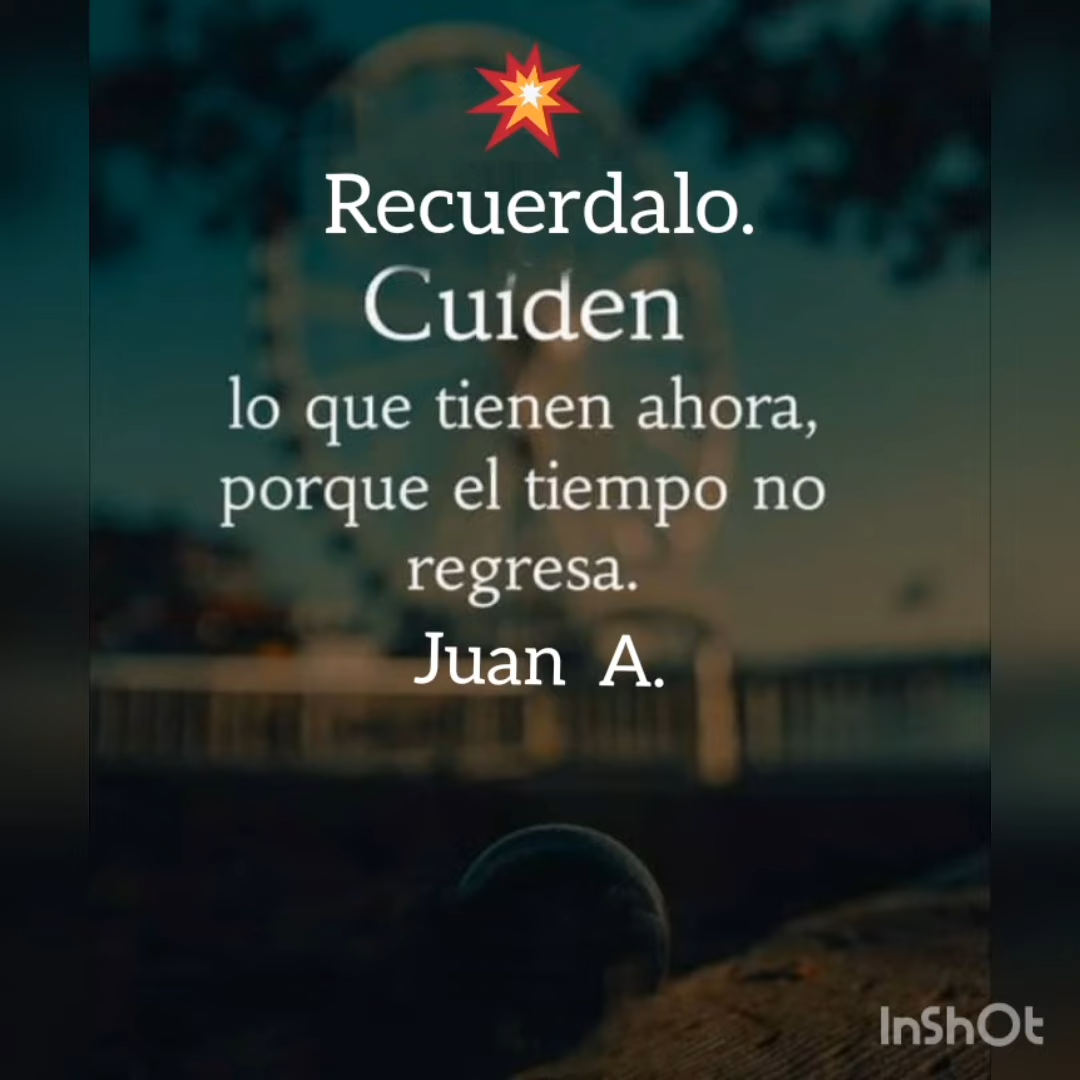 Recuerdalo.
Cuiden
lo que tienen ahora,
porque el tiempo no
regresa.
Juan A.
InShOt